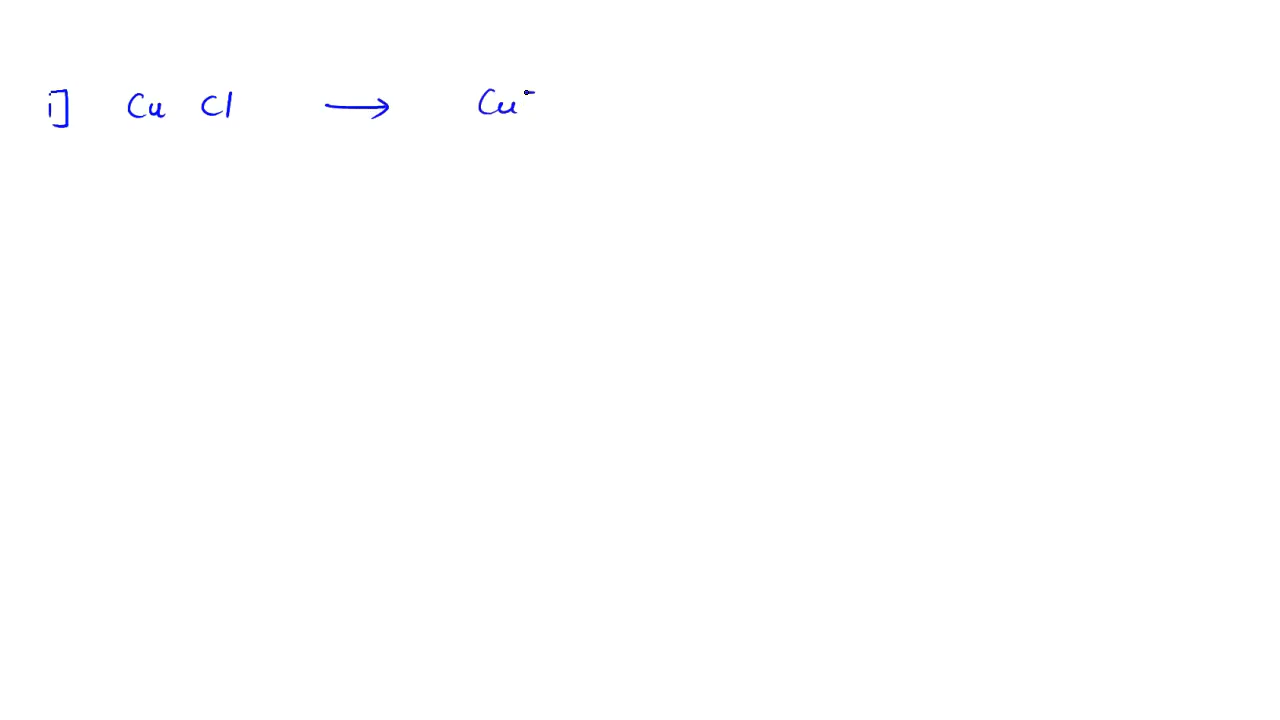 i] Cu Cl → Cu⁻